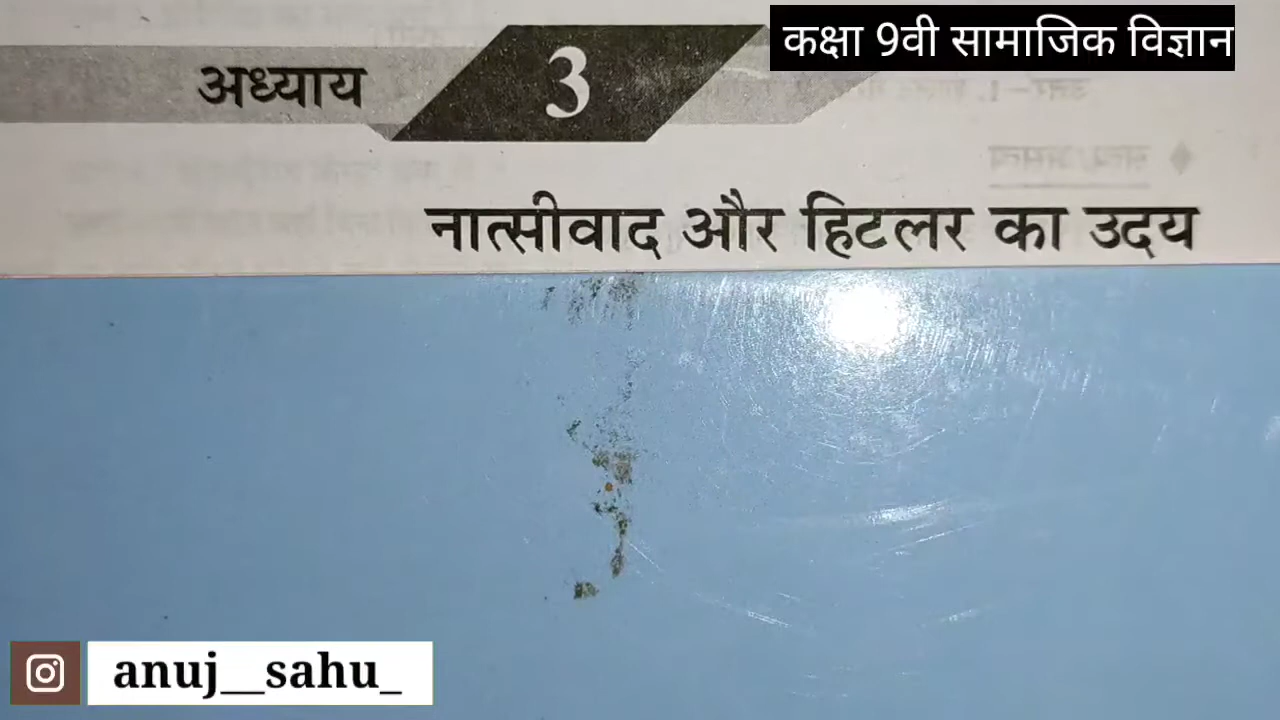 कक्षा 9वी सामाजिक विज्ञान
अध्याय 3
नात्सीवाद और हिटलर का उदय
anuj__sahu_